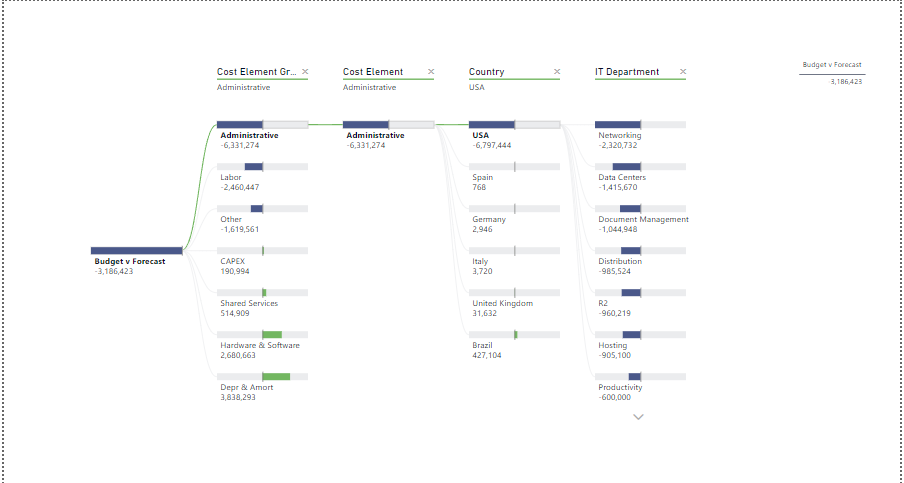 Cost Element Gr...
Administrative
Cost Element
Administrative
Country
USA
IT Department
Budget v Forecast
3,186,423
Budget v Forecast
-3,186,423
Administrative
-6,331,274
Labor
-2,460,447
Other
-1,619,561
CAPEX
190,994
Shared Services
514,909
Hardware & Software
2,680,663
Depr & Amort
3,838,293
Administrative
-6,331,274
USA
-6,797,444
Spain
768
Germany
2,946
Italy
3,720
United Kingdom
31,632
Brazil
427,104
Networking
-2,320,732
Data Centers
-1,415,670
Document Management
-1,044,948
Distribution
-985,524
R2
-960,219
Hosting
-905,100
Productivity
-600,000